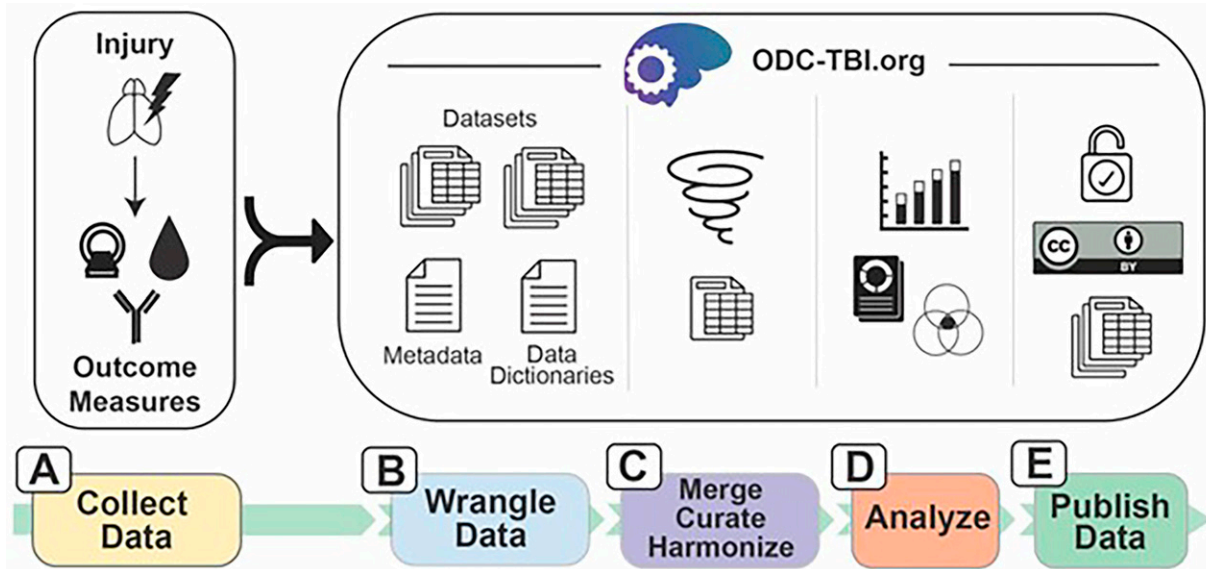 Injury
Outcome
Measures
ODC-TBI.org
Datasets
Metadata
Data
Dictionaries
CC
BY
A
Collect
Data
B
Wrangle
Data
C
Merge
Curate
Harmonize
D
Analyze
E
Publish
Data